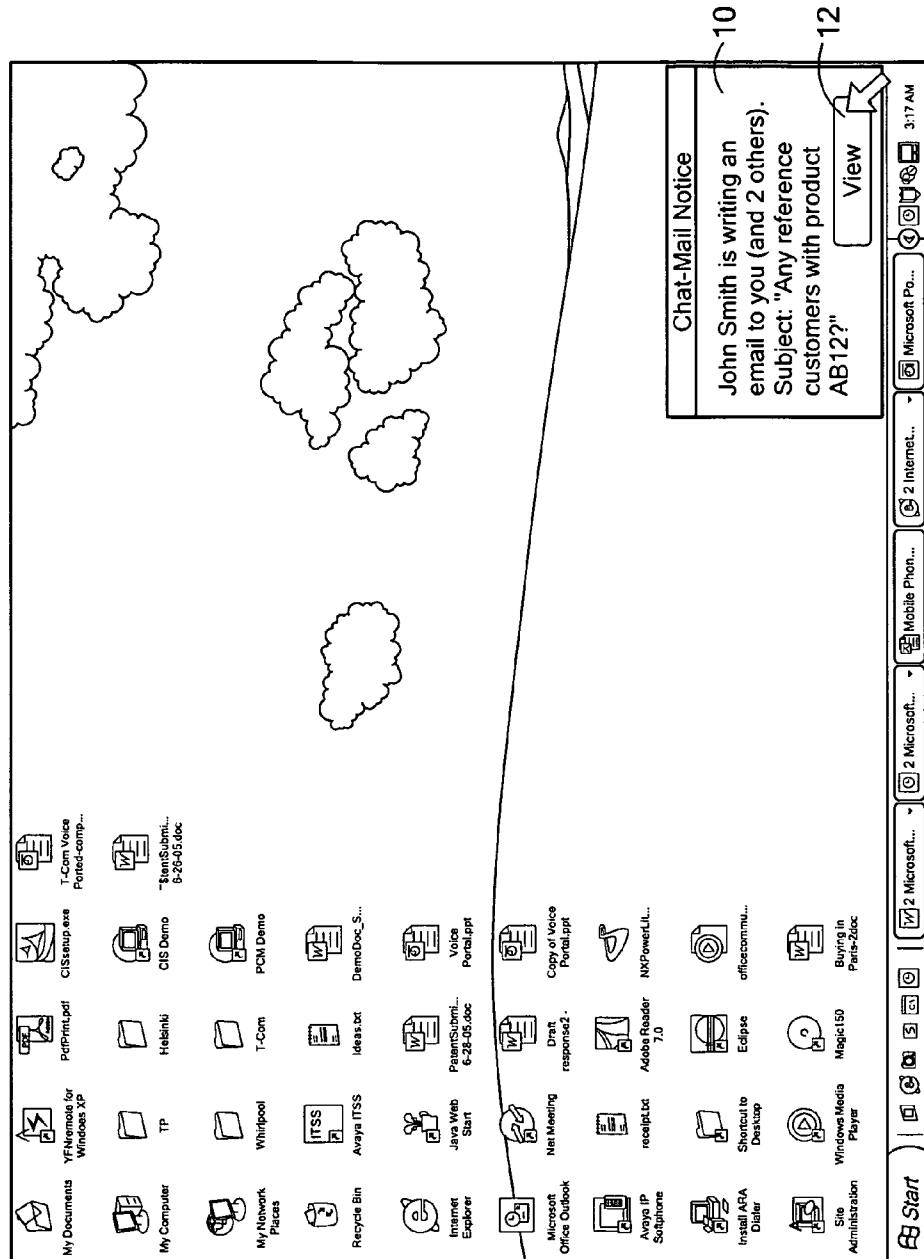 My Documents
YFNremote for
Windoes XP
PdfPrint.pdf
CISsetup.exe
T-Com Voice
Ported-comp...
My Computer
TP
Helsinki
CIS Demo
"StentSubmi...
6-26-05.doc
My Network
Places
Whirlpool
T-Com
PCM Demo
Recycle Bin
ITSS
Avaya ITSS
Ideas.txt
DemoDoc_S...
Internet
Explorer
Java Web
Start
PatentSubmi...
6-28-05.doc
Voice
Portal.ppt
Microsoft
Office Outlook
Net Meeting
Draft
response2 -
Copy of Voice
Portal.ppt
Avaya IP
Softphone
receipt.txt
Adobe Reader
7.0
NXPowerLit...
Install ARA
Dialer
Shortcut to
Desktop
Eclipse
officecommu...
Site
Administration
Windows Media
Player
Magic150
Buying in
Paris-2doc
Chat-Mail Notice
John Smith is writing an
email to you (and 2 others).
Subject: "Any reference
customers with product
AB12?"
View
10
12
Start
2 Microsoft...
2 Microsoft...
Mobile Phon...
2 Internet...
Microsoft Po...
3:17 AM